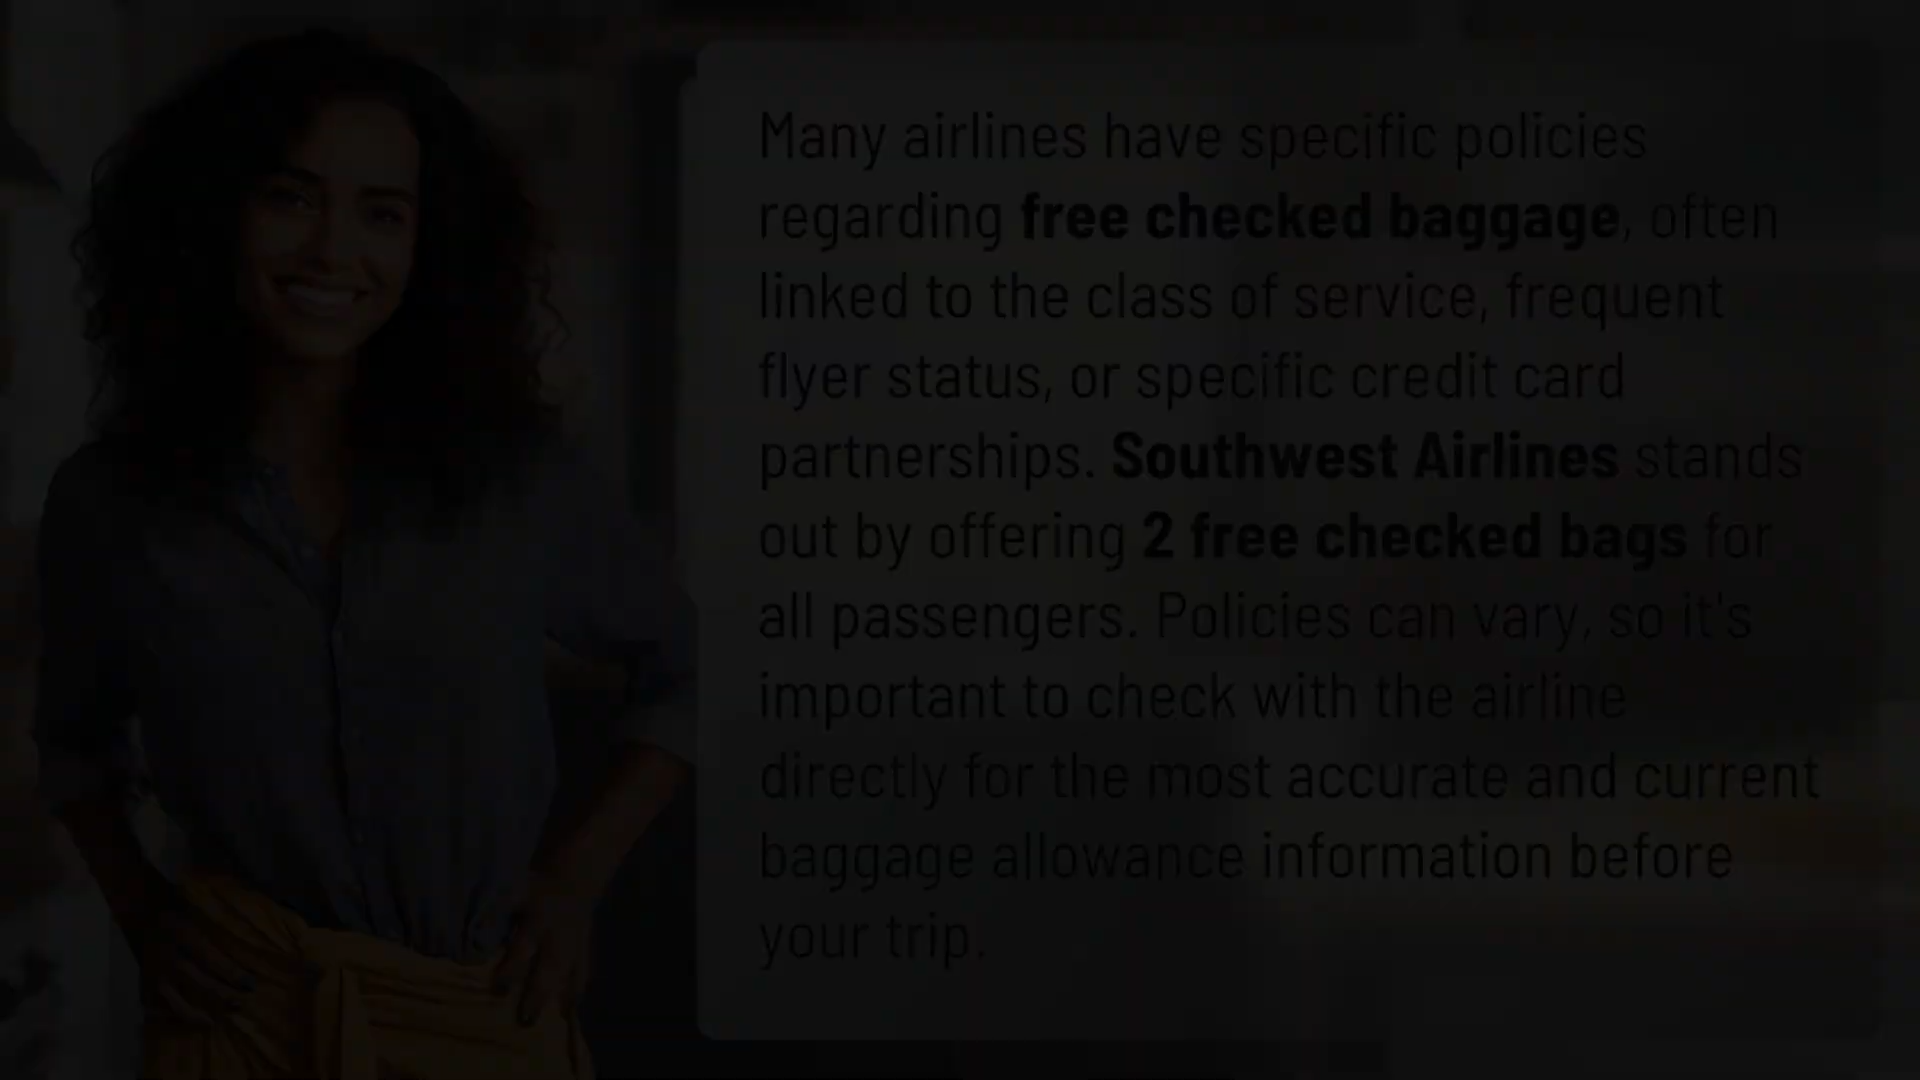 Many airlines have specific policies
regarding free checked baggage, often
linked to the class of service, frequent
flyer status, or specific credit card
partnerships. Southwest Airlines stands
out by offering 2 free checked bags for
all passengers. Policies can vary, so it's
important to check with the airline
directly for the most accurate and current
baggage allowance information before
your trip.